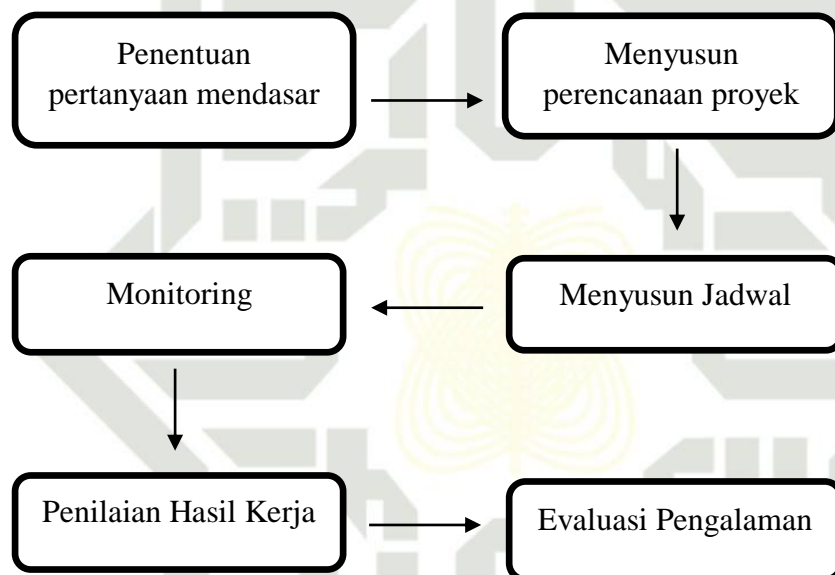 Penentuan
pertanyaan mendasar
Menyusun
perencanaan proyek
Menyusun Jadwal
Monitoring
Penilaian Hasil Kerja
Evaluasi Pengalaman